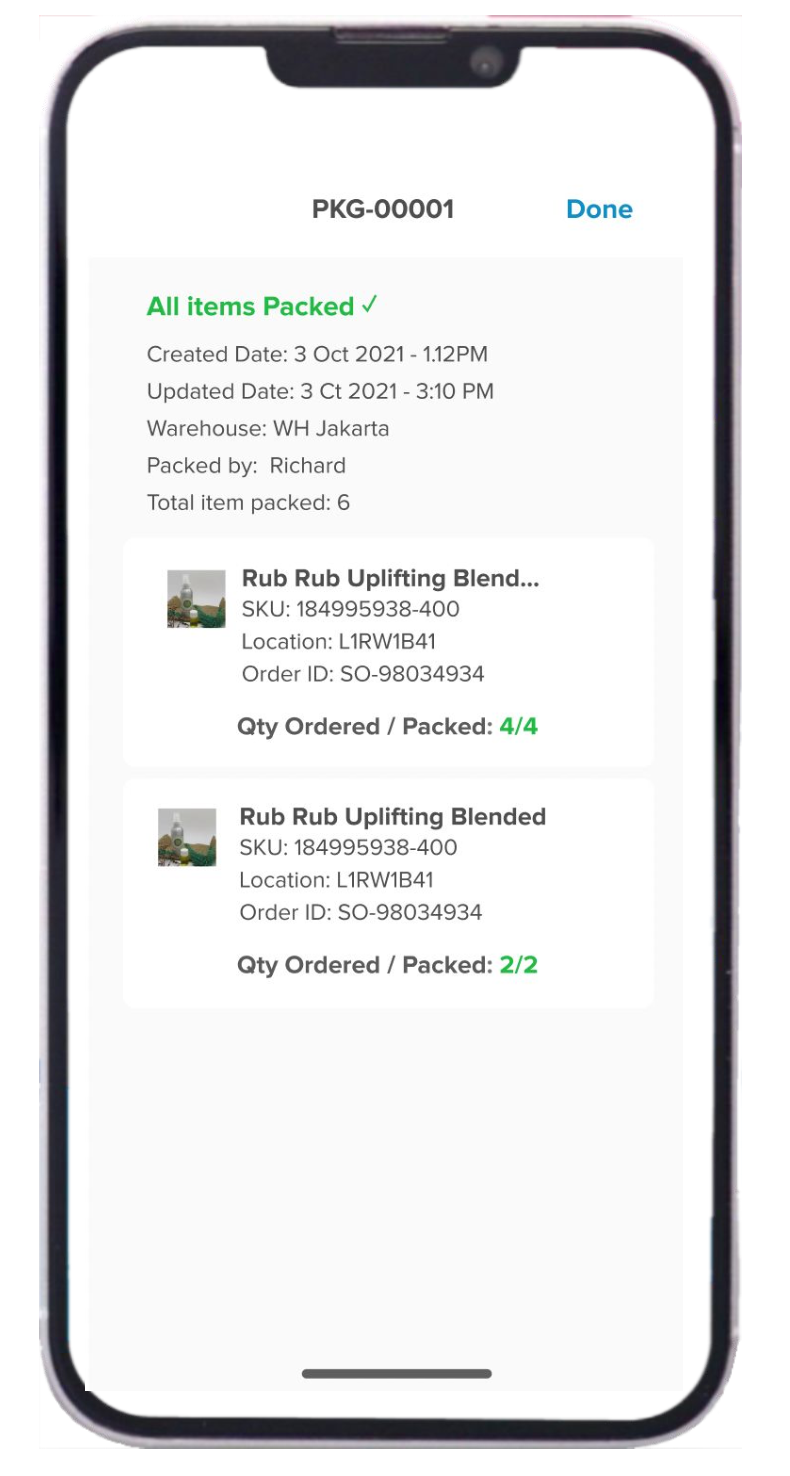 PKG-00001
Done
All items Packed ✓
Created Date: 3 Oct 2021 - 1.12PM
Updated Date: 3 Ct 2021 - 3:10 PM
Warehouse: WH Jakarta
Packed by: Richard
Total item packed: 6
Rub Rub Uplifting Blend...
SKU: 184995938-400
Location: L1RW1B41
Order ID: SO-98034934
Qty Ordered / Packed: 4/4
Rub Rub Uplifting Blended
SKU: 184995938-400
Location: L1RW1B41
Order ID: SO-98034934
Qty Ordered / Packed: 2/2